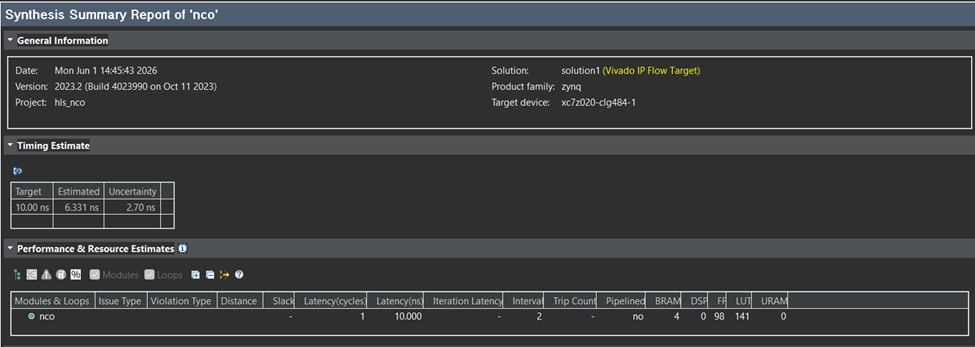 Synthesis Summary Report of 'nco'
General Information
Date: Mon Jun 1 14:45:43 2026 Solution: solution1 (Vivado IP Flow Target)
Version: 2023.2 (Build 4023990 on Oct 11 2023) Product family: zynq
Project: hls_nco Target device: xc7z020-clg484-1
Timing Estimate
Target Estimated Uncertainty
10.00 ns 6.331 ns 2.70 ns
Performance & Resource Estimates
% Modules Loops
Modules & Loops Issue Type Violation Type Distance Slack Latency(cycles) Latency(ns) Iteration Latency Interval Trip Count Pipelined BRAM DSP FF LUT URAM
nco - 1 10.000 - 2 - no 4 0 98 141 0